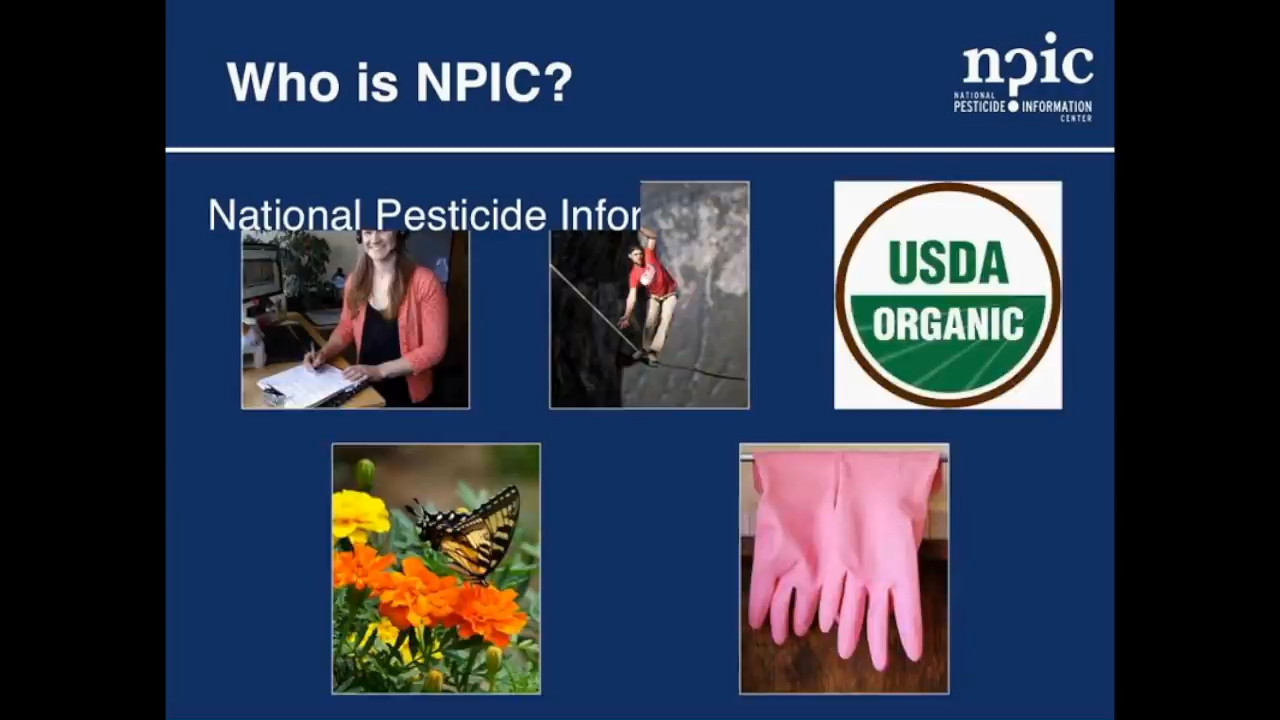 Who is NPIC?
npic
NATIONAL
PESTICIDE INFORMATION
CENTER
National Pesticide Infor
USDA
ORGANIC